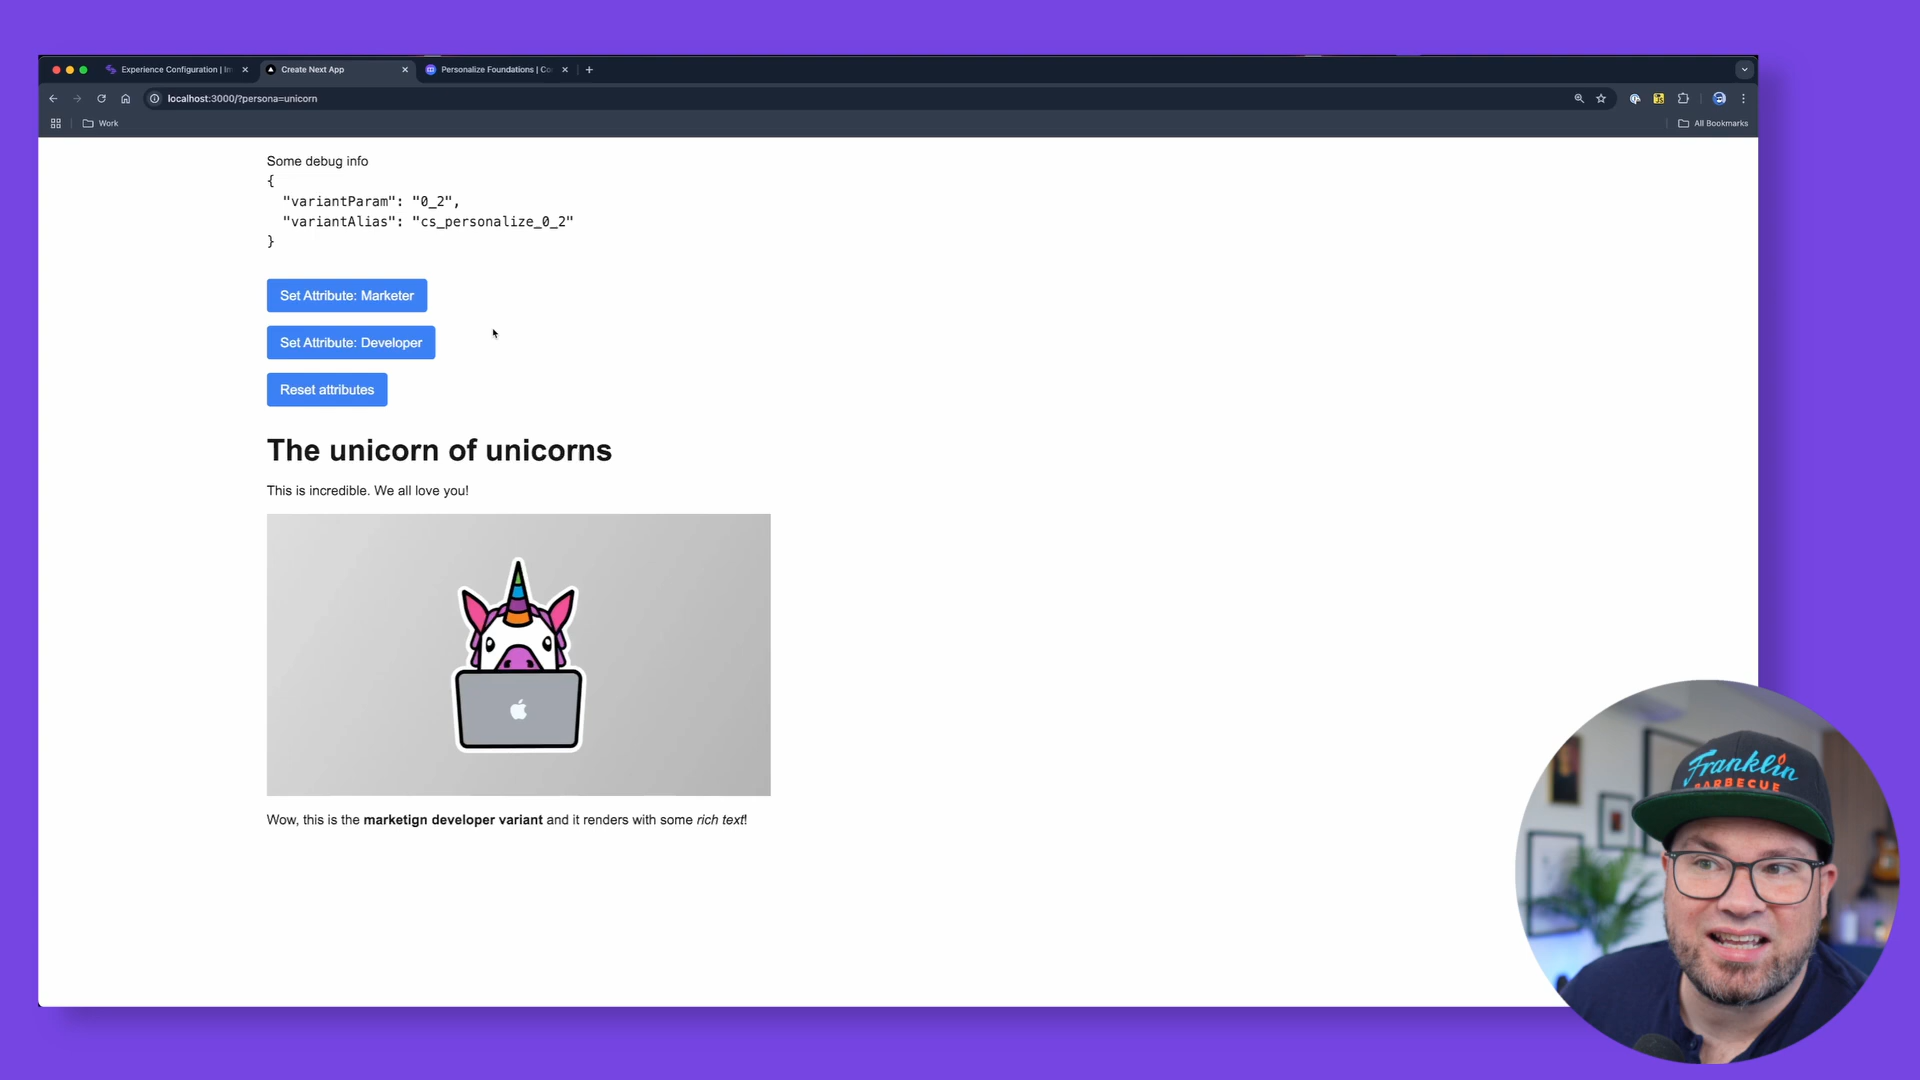 Experience Configuration | Im
Create Next App
Personalize Foundations | Co
localhost:3000/?persona=unicorn
Work
All Bookmarks
Some debug info
{
"variantParam": "0_2",
"variantAlias": "cs_personalize_0_2"
}
Set Attribute: Marketer
Set Attribute: Developer
Reset attributes
The unicorn of unicorns
This is incredible. We all love you!
Wow, this is the marketign developer variant and it renders with some rich text!
Franklin
BARBECUE